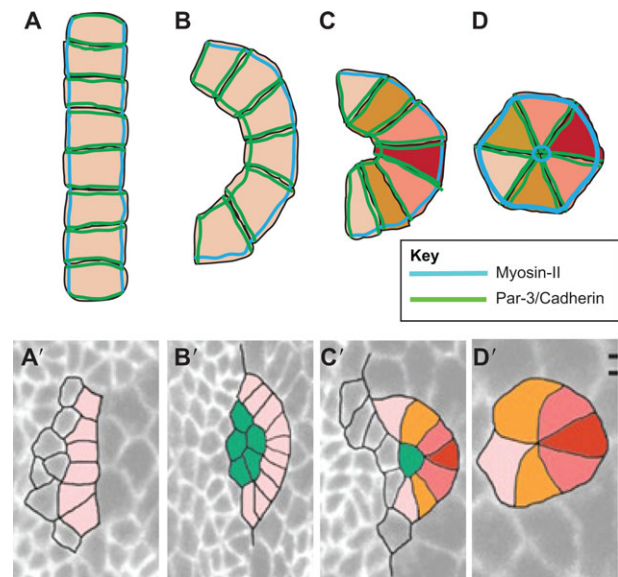 A
B
C
D
Key
Myosin-II
Par-3/Cadherin
A′
B′
C′
D′